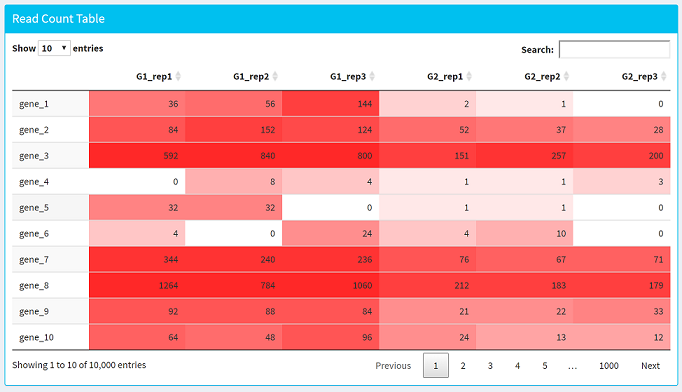 Read Count Table
Show 10 entries Search:
G1_rep1 G1_rep2 G1_rep3 G2_rep1 G2_rep2 G2_rep3
gene_1 36 56 144 2 1 0
gene_2 84 152 124 52 37 28
gene_3 592 840 800 151 257 200
gene_4 0 8 4 1 1 3
gene_5 32 32 0 1 1 0
gene_6 4 0 24 4 10 0
gene_7 344 240 236 76 67 71
gene_8 1264 784 1060 212 183 179
gene_9 92 88 84 21 22 33
gene_10 64 48 96 24 13 12
Showing 1 to 10 of 10,000 entries Previous 1 2 3 4 5 … 1000 Next